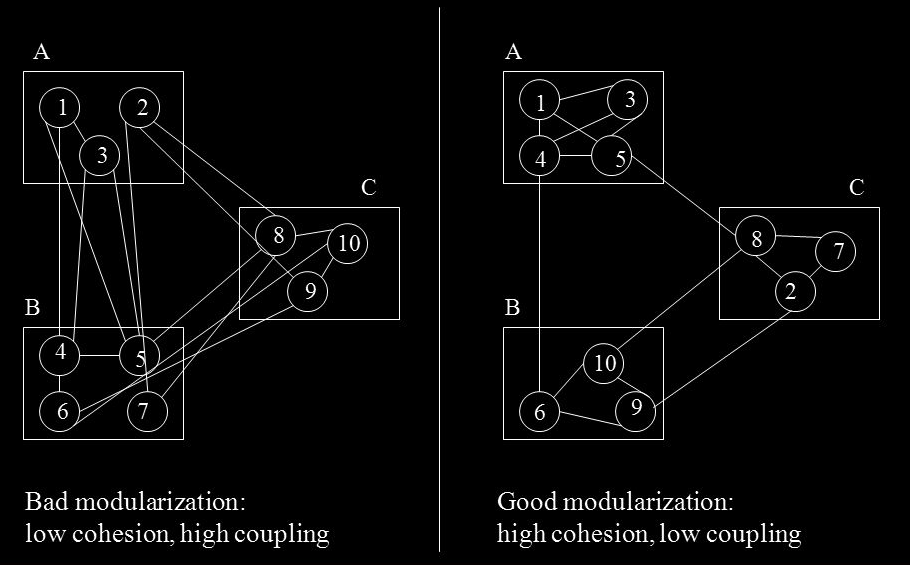 A
1
2
3
C
8
10
9
B
4
5
6
7
Bad modularization:
low cohesion, high coupling
A
1
3
4
5
C
8
7
2
B
10
6
9
Good modularization:
high cohesion, low coupling